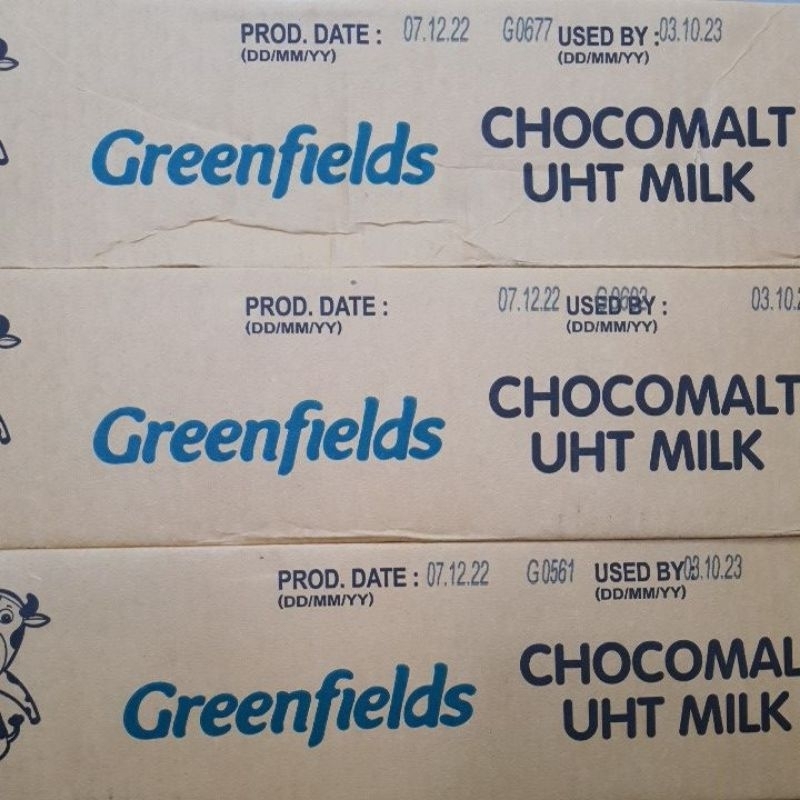 PROD. DATE : 07.12.22 G0677 USED BY : 03.10.23
(DD/MM/YY) (DD/MM/YY)
Greenfields CHOCOMALT
UHT MILK
PROD. DATE : 07.12.22 USED BY : 03.10.
(DD/MM/YY) (DD/MM/YY)
Greenfields CHOCOMALT
UHT MILK
PROD. DATE : 07.12.22 G0561 USED BY 03.10.23
(DD/MM/YY) (DD/MM/YY)
Greenfields CHOCOMAL
UHT MILK